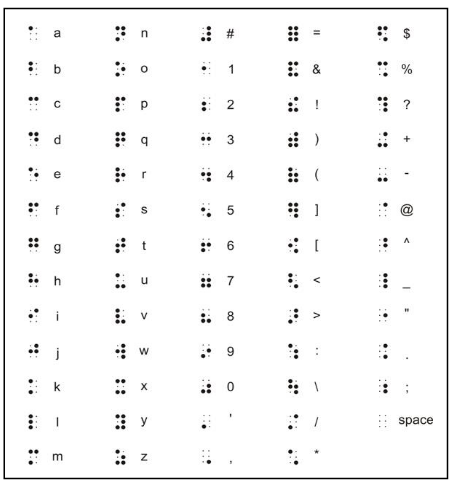 a n # = $
b o 1 & %
c p 2 ! ?
d q 3 ) +
e r 4 ( -
f s 5 ] @
g t 6 [ ^
h u 7 < _
i v 8 > "
j w 9 : .
k x 0 \ ;
l y ' / space
m z , *